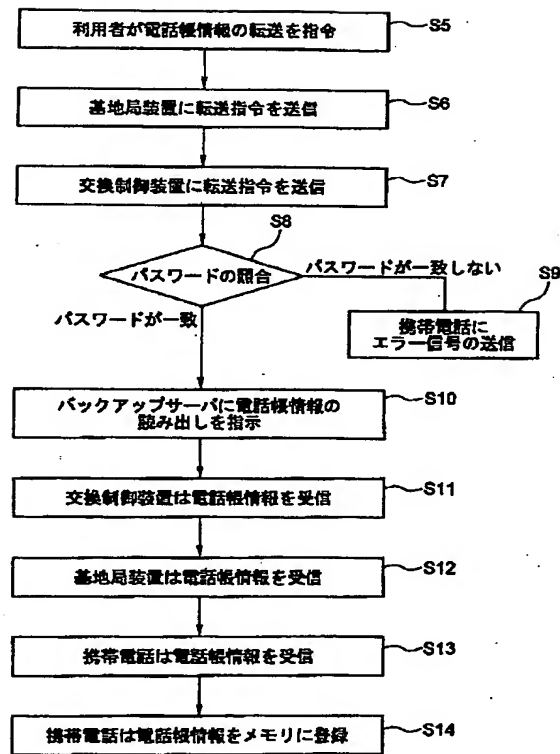 利用者が電話帳情報の転送を指令
S5
基地局装置に転送指令を送信
S6
交換制御装置に転送指令を送信
S7
S8
パスワードの照合
パスワードが一致しない
S9
パスワードが一致
携帯電話に
エラー信号の送信
バックアップサーバに電話帳情報の
読み出しを指示
S10
交換制御装置は電話帳情報を受信
S11
基地局装置は電話帳情報を受信
S12
携帯電話は電話帳情報を受信
S13
携帯電話は電話帳情報をメモリに登録
S14